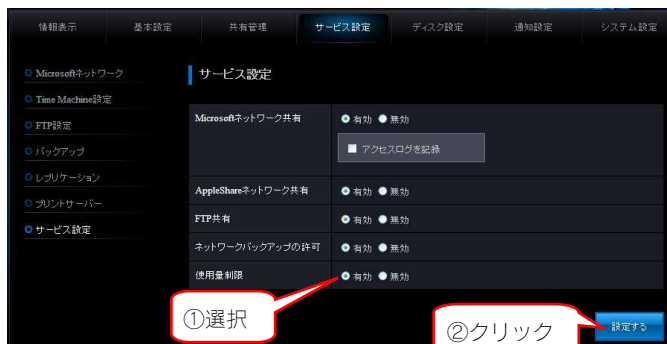 情報表示 基本設定 共有管理 サービス設定 ディスク設定 通知設定 システム設定
Microsoftネットワーク
Time Machine設定
FTP設定
バックアップ
レプリケーション
プリントサーバー
サービス設定
サービス設定
Microsoftネットワーク共有 有効 無効
アクセスログを記録
AppleShareネットワーク共有 有効 無効
FTP共有 有効 無効
ネットワークバックアップの許可 有効 無効
使用量制限 有効 無効
①選択
②クリック
設定する